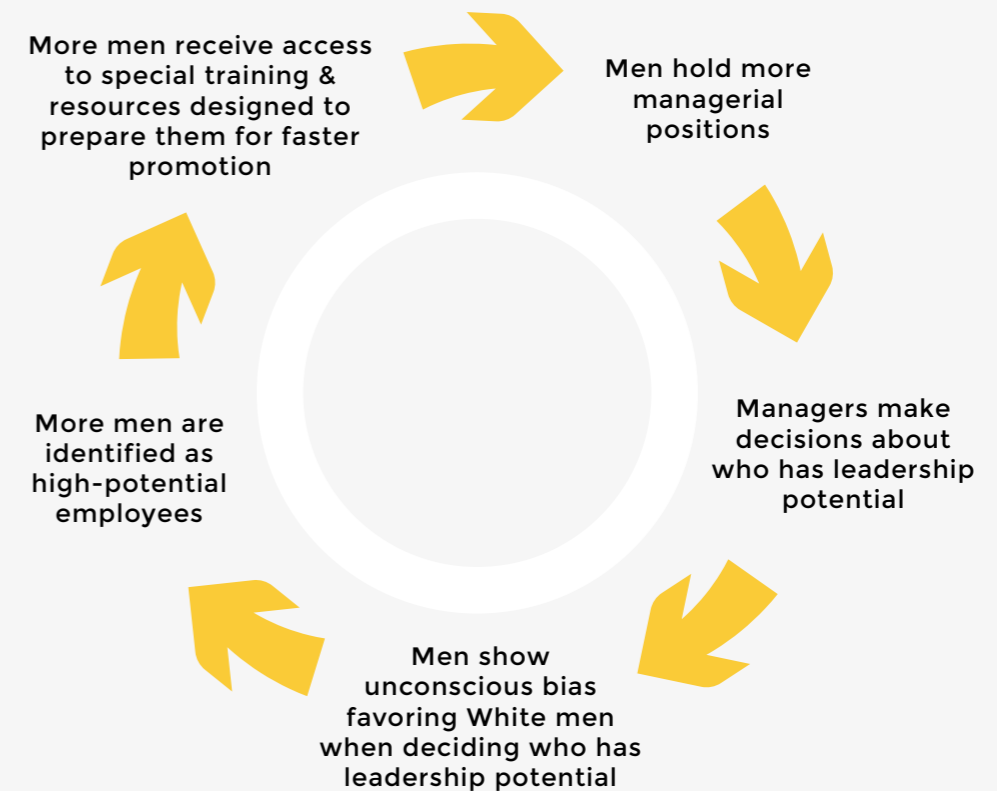 More men receive access
to special training &
resources designed to
prepare them for faster
promotion
Men hold more
managerial
positions
Managers make
decisions about
who has leadership
potential
Men show
unconscious bias
favoring White men
when deciding who has
leadership potential
More men are
identified as
high-potential
employees